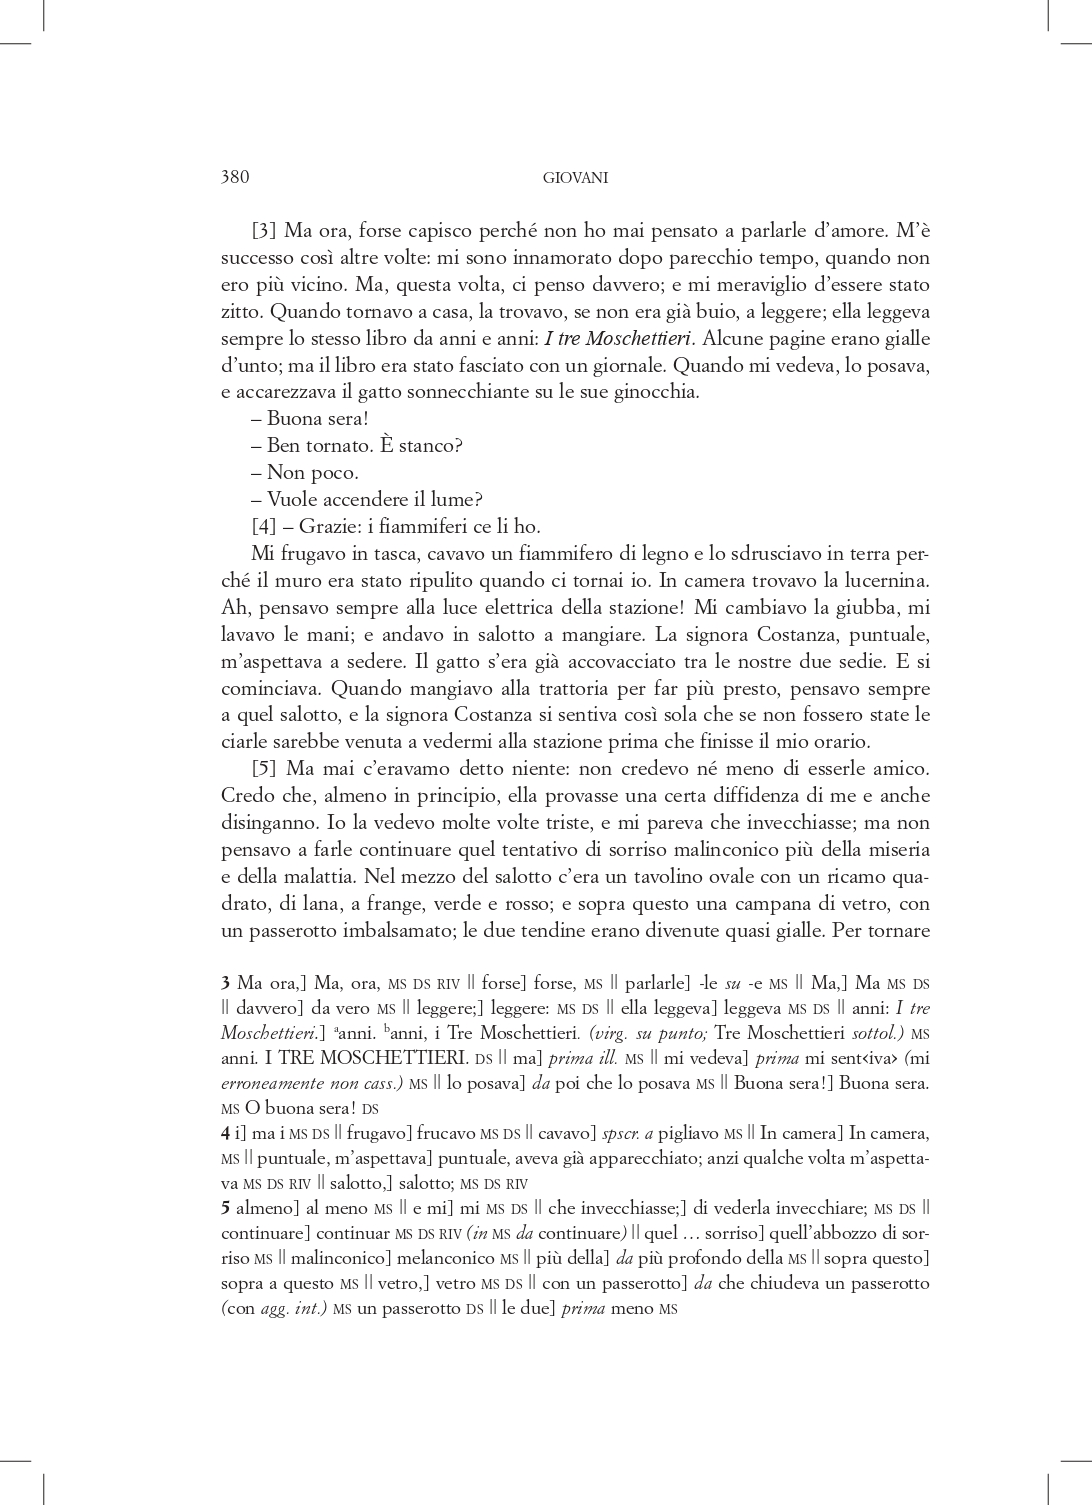 380
GIOVANI
[3] Ma ora, forse capisco perché non ho mai pensato a parlarle d’amore. M’è
successo così altre volte: mi sono innamorato dopo parecchio tempo, quando non
ero più vicino. Ma, questa volta, ci penso davvero; e mi meraviglio d’essere stato
zitto. Quando tornavo a casa, la trovavo, se non era già buio, a leggere; ella leggeva
sempre lo stesso libro da anni e anni: I tre Moschettieri. Alcune pagine erano gialle
d’unto; ma il libro era stato fasciato con un giornale. Quando mi vedeva, lo posava,
e accarezzava il gatto sonnecchiante su le sue ginocchia.
– Buona sera!
– Ben tornato. È stanco?
– Non poco.
– Vuole accendere il lume?
[4] – Grazie: i fiammiferi ce li ho.
Mi frugavo in tasca, cavavo un fiammifero di legno e lo sdrusciavo in terra per-
ché il muro era stato ripulito quando ci tornai io. In camera trovavo la lucernina.
Ah, pensavo sempre alla luce elettrica della stazione! Mi cambiavo la giubba, mi
lavavo le mani; e andavo in salotto a mangiare. La signora Costanza, puntuale,
m’aspettava a sedere. Il gatto s’era già accovacciato tra le nostre due sedie. E si
cominciava. Quando mangiavo alla trattoria per far più presto, pensavo sempre
a quel salotto, e la signora Costanza si sentiva così sola che se non fossero state le
ciarle sarebbe venuta a vedermi alla stazione prima che finisse il mio orario.
[5] Ma mai c’eravamo detto niente: non credevo né meno di esserle amico.
Credo che, almeno in principio, ella provasse una certa diffidenza di me e anche
disinganno. Io la vedevo molte volte triste, e mi pareva che invecchiasse; ma non
pensavo a farle continuare quel tentativo di sorriso malinconico più della miseria
e della malattia. Nel mezzo del salotto c’era un tavolino ovale con un ricamo qua-
drato, di lana, a frange, verde e rosso; e sopra questo una campana di vetro, con
un passerotto imbalsamato; le due tendine erano divenute quasi gialle. Per tornare
3 Ma ora,] Ma, ora, MS DS RIV || forse] forse, MS || parlarle] -le su -e MS || Ma,] Ma MS DS
|| davvero] da vero MS || leggere;] leggere: MS DS || ella leggeva] leggeva MS DS || anni: I tre
Moschettieri.] ᵃanni. ᵇanni, i Tre Moschettieri. (virg. su punto; Tre Moschettieri sottol.) MS
anni. I TRE MOSCHETTIERI. DS || ma] prima ill. MS || mi vedeva] prima mi sent‹iva› (mi
erroneamente non cass.) MS || lo posava] da poi che lo posava MS || Buona sera!] Buona sera.
MS O buona sera! DS
4 i] ma i MS DS || frugavo] frucavo MS DS || cavavo] spscr. a pigliavo MS || In camera] In camera,
MS || puntuale, m’aspettava] puntuale, aveva già apparecchiato; anzi qualche volta m’aspetta-
va MS DS RIV || salotto,] salotto; MS DS RIV
5 almeno] al meno MS || e mi] mi MS DS || che invecchiasse;] di vederla invecchiare; MS DS ||
continuare] continuar MS DS RIV (in MS da continuare) || quel … sorriso] quell’abbozzo di sor-
riso MS || malinconico] melanconico MS || più della] da più profondo della MS || sopra questo]
sopra a questo MS || vetro,] vetro MS DS || con un passerotto] da che chiudeva un passerotto
(con agg. int.) MS un passerotto DS || le due] prima meno MS